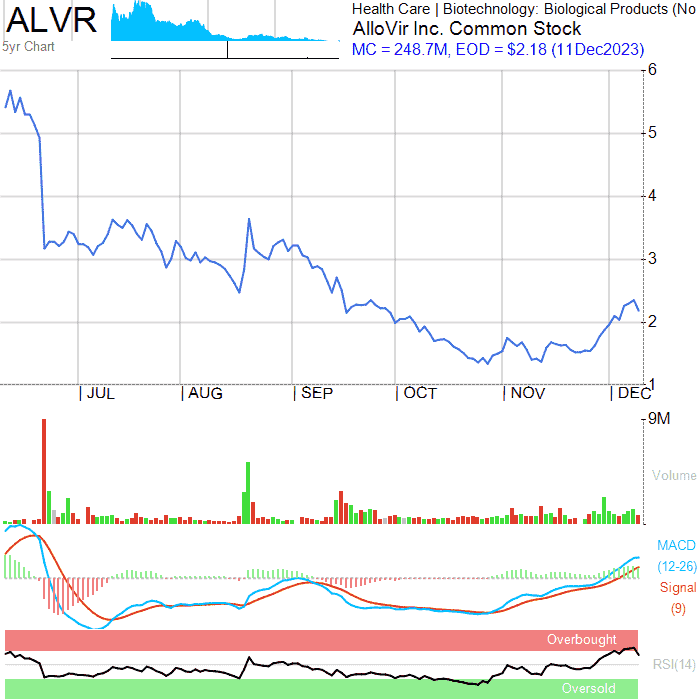 ALVR
5yr Chart
Health Care | Biotechnology: Biological Products (No
AlloVir Inc. Common Stock
MC = 248.7M, EOD = $2.18 (11Dec2023)
6
5
4
3
2
1
JUL AUG SEP OCT NOV DEC
9M
Volume
MACD
(12-26)
Signal
(9)
Overbought
RSI(14)
Oversold